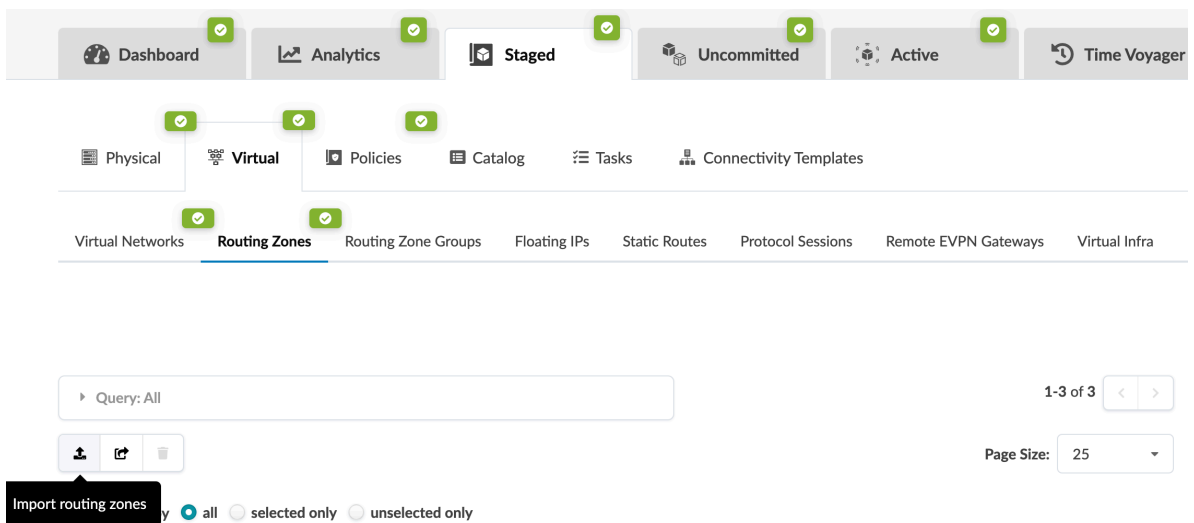 Dashboard Analytics Staged Uncommitted Active Time Voyager
Physical Virtual Policies Catalog Tasks Connectivity Templates
Virtual Networks Routing Zones Routing Zone Groups Floating IPs Static Routes Protocol Sessions Remote EVPN Gateways Virtual Infra
Query: All
1-3 of 3
Page Size: 25
Import routing zones
y all selected only unselected only